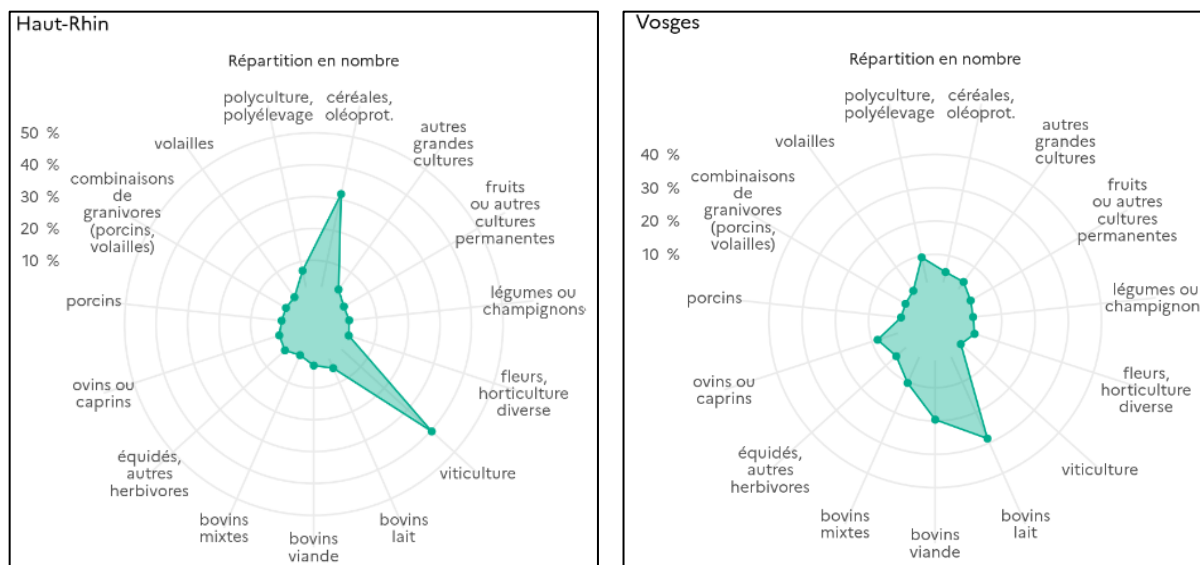 Haut-Rhin
Répartition en nombre
polyculture,
polyélevage
céréales,
oléoprot.
autres
grandes
cultures
fruits
ou autres
cultures
permanentes
légumes ou
champignons
fleurs,
horticulture
diverse
viticulture
bovins
lait
bovins
viande
bovins
mixtes
équidés,
autres
herbivores
ovins ou
caprins
porcins
combinaisons
de
granivores
(porcins,
volailles)
volailles
50 %
40 %
30 %
20 %
10 %
Vosges
Répartition en nombre
polyculture,
polyélevage
céréales,
oléoprot.
autres
grandes
cultures
fruits
ou autres
cultures
permanentes
légumes ou
champignon
fleurs,
horticulture
diverse
viticulture
bovins
lait
bovins
viande
bovins
mixtes
équidés,
autres
herbivores
ovins ou
caprins
porcins
combinaisons
de
granivores
(porcins,
volailles)
volailles
40 %
30 %
20 %
10 %